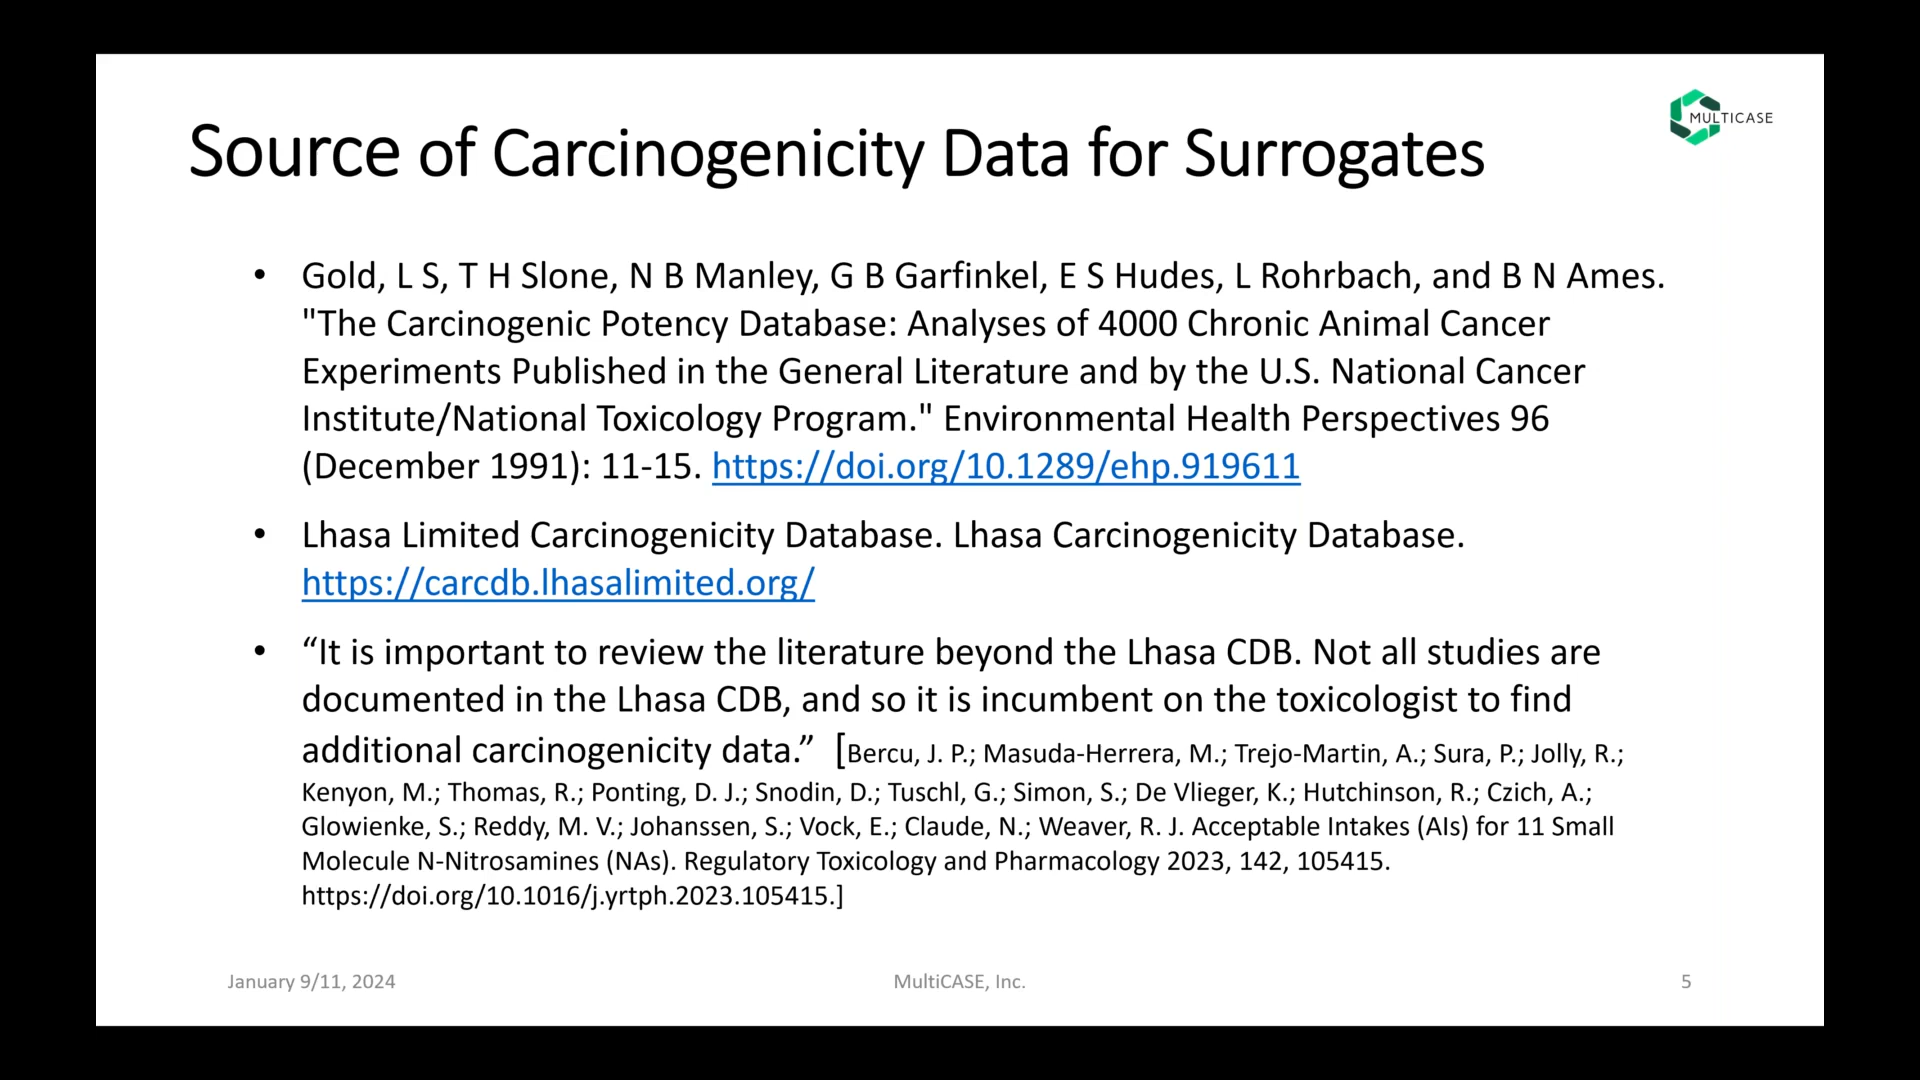 MULTICASE
Source of Carcinogenicity Data for Surrogates
• Gold, L S, T H Slone, N B Manley, G B Garfinkel, E S Hudes, L Rohrbach, and B N Ames.
"The Carcinogenic Potency Database: Analyses of 4000 Chronic Animal Cancer
Experiments Published in the General Literature and by the U.S. National Cancer
Institute/National Toxicology Program." Environmental Health Perspectives 96
(December 1991): 11-15. https://doi.org/10.1289/ehp.919611
• Lhasa Limited Carcinogenicity Database. Lhasa Carcinogenicity Database.
https://carcdb.lhasalimited.org/
• “It is important to review the literature beyond the Lhasa CDB. Not all studies are
documented in the Lhasa CDB, and so it is incumbent on the toxicologist to find
additional carcinogenicity data.” [Bercu, J. P.; Masuda-Herrera, M.; Trejo-Martin, A.; Sura, P.; Jolly, R.;
Kenyon, M.; Thomas, R.; Ponting, D. J.; Snodin, D.; Tuschl, G.; Simon, S.; De Vlieger, K.; Hutchinson, R.; Czich, A.;
Glowienke, S.; Reddy, M. V.; Johanssen, S.; Vock, E.; Claude, N.; Weaver, R. J. Acceptable Intakes (AIs) for 11 Small
Molecule N-Nitrosamines (NAs). Regulatory Toxicology and Pharmacology 2023, 142, 105415.
https://doi.org/10.1016/j.yrtph.2023.105415.]
January 9/11, 2024
MultiCASE, Inc.
5